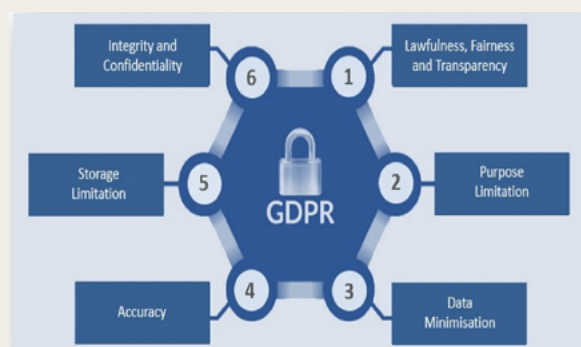 Integrity and
Confidentiality
6
1
Lawfulness, Fairness
and Transparency
Storage
Limitation
5
GDPR
2
Purpose
Limitation
Accuracy
4
3
Data
Minimisation